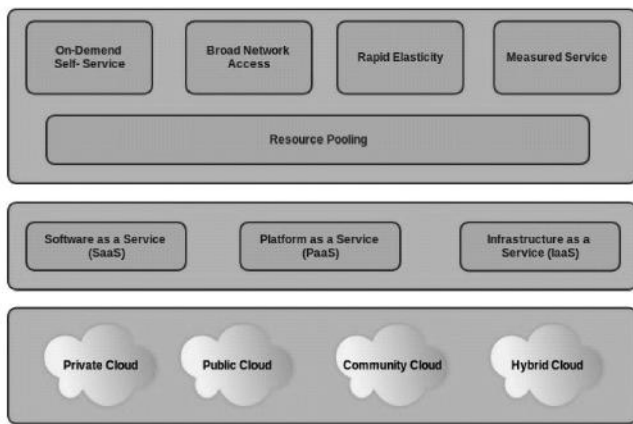 On-Demend
Self- Service
Broad Network
Access
Rapid Elasticity
Measured Service
Resource Pooling
Software as a Service
(SaaS)
Platform as a Service
(PaaS)
Infrastructure as a
Service (IaaS)
Private Cloud
Public Cloud
Community Cloud
Hybrid Cloud